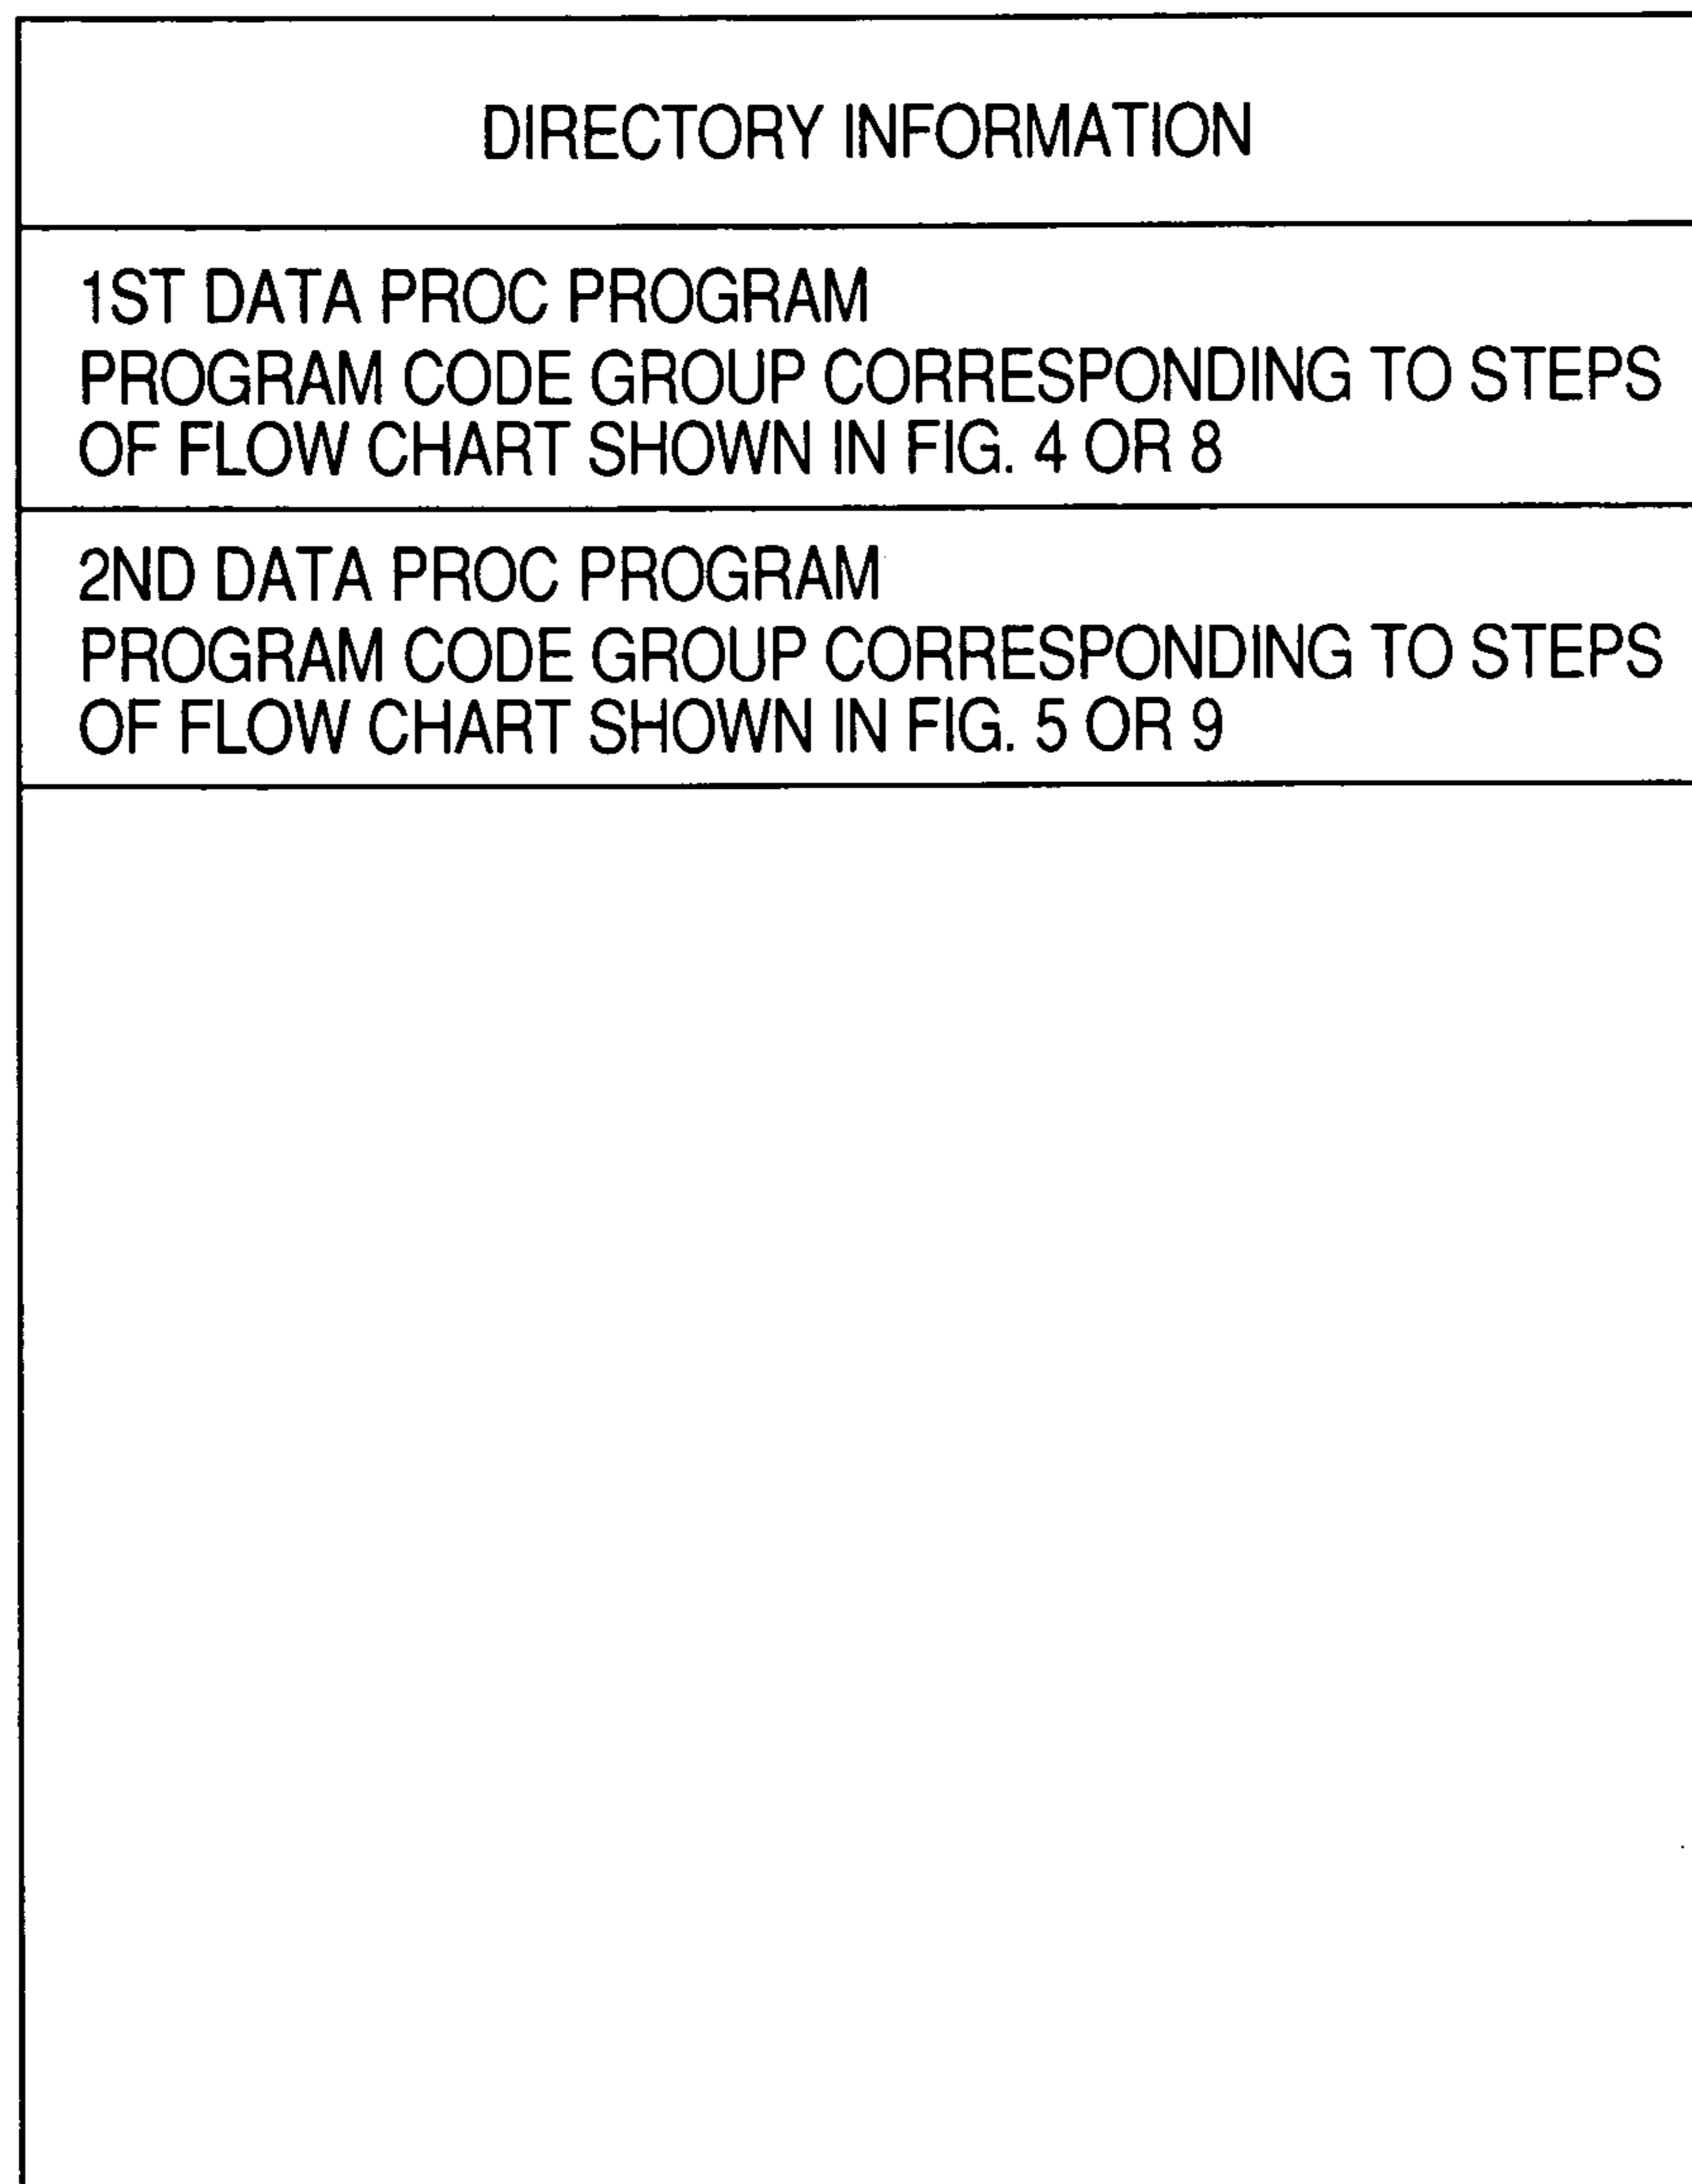 DIRECTORY INFORMATION
1ST DATA PROC PROGRAM
PROGRAM CODE GROUP CORRESPONDING TO STEPS
OF FLOW CHART SHOWN IN FIG. 4 OR 8
2ND DATA PROC PROGRAM
PROGRAM CODE GROUP CORRESPONDING TO STEPS
OF FLOW CHART SHOWN IN FIG. 5 OR 9